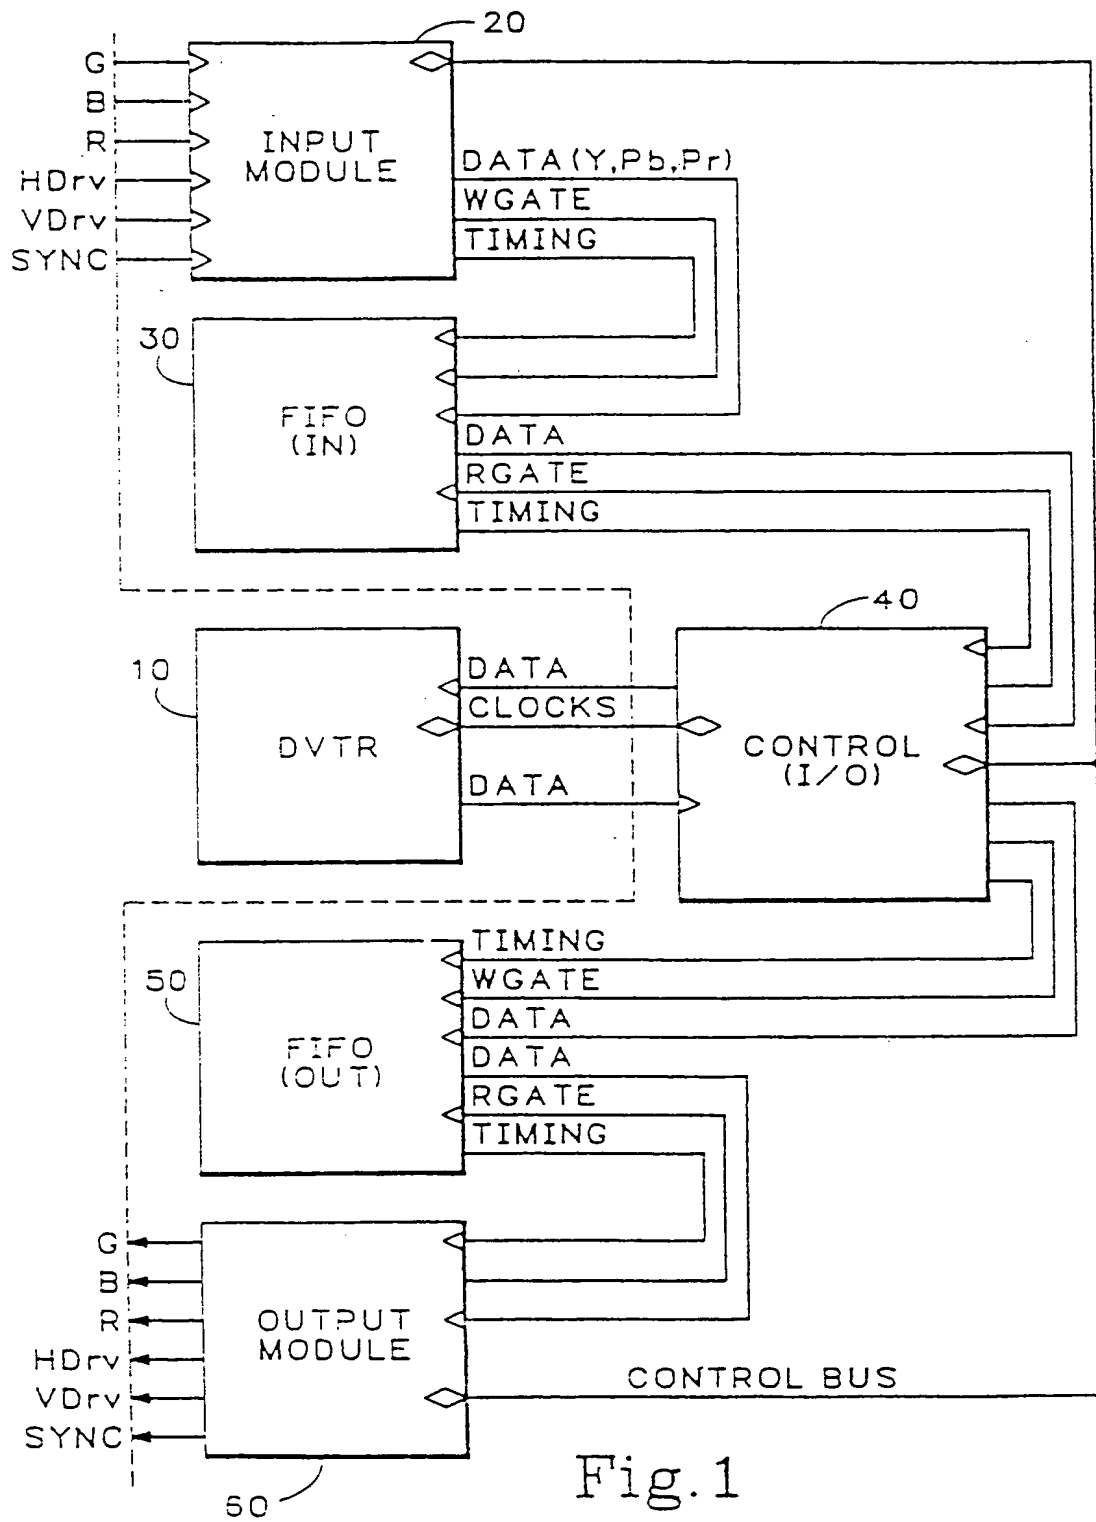 20
G
B
R
HDrv
VDrv
SYNC
INPUT
MODULE
DATA(Y,Pb,Pr)
WGATE
TIMING
30
FIFO
(IN)
DATA
RGATE
TIMING
40
10
DVTR
DATA
CLOCKS
DATA
CONTROL
(I/O)
50
FIFO
(OUT)
TIMING
WGATE
DATA
DATA
RGATE
TIMING
G
B
R
HDrv
VDrv
SYNC
OUTPUT
MODULE
CONTROL BUS
60
Fig.1